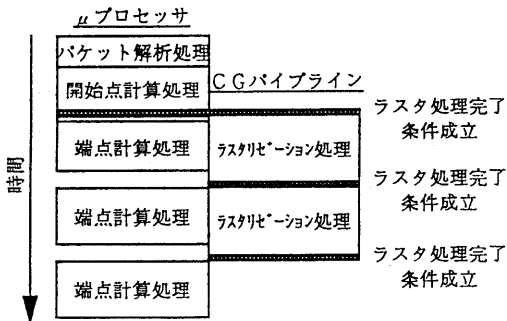 μプロセッサ
パケット解析処理
開始点計算処理
CGパイプライン
ラスタ処理完了
条件成立
端点計算処理
ラスタリゼーション処理
ラスタ処理完了
条件成立
時間
端点計算処理
ラスタリゼーション処理
ラスタ処理完了
条件成立
端点計算処理